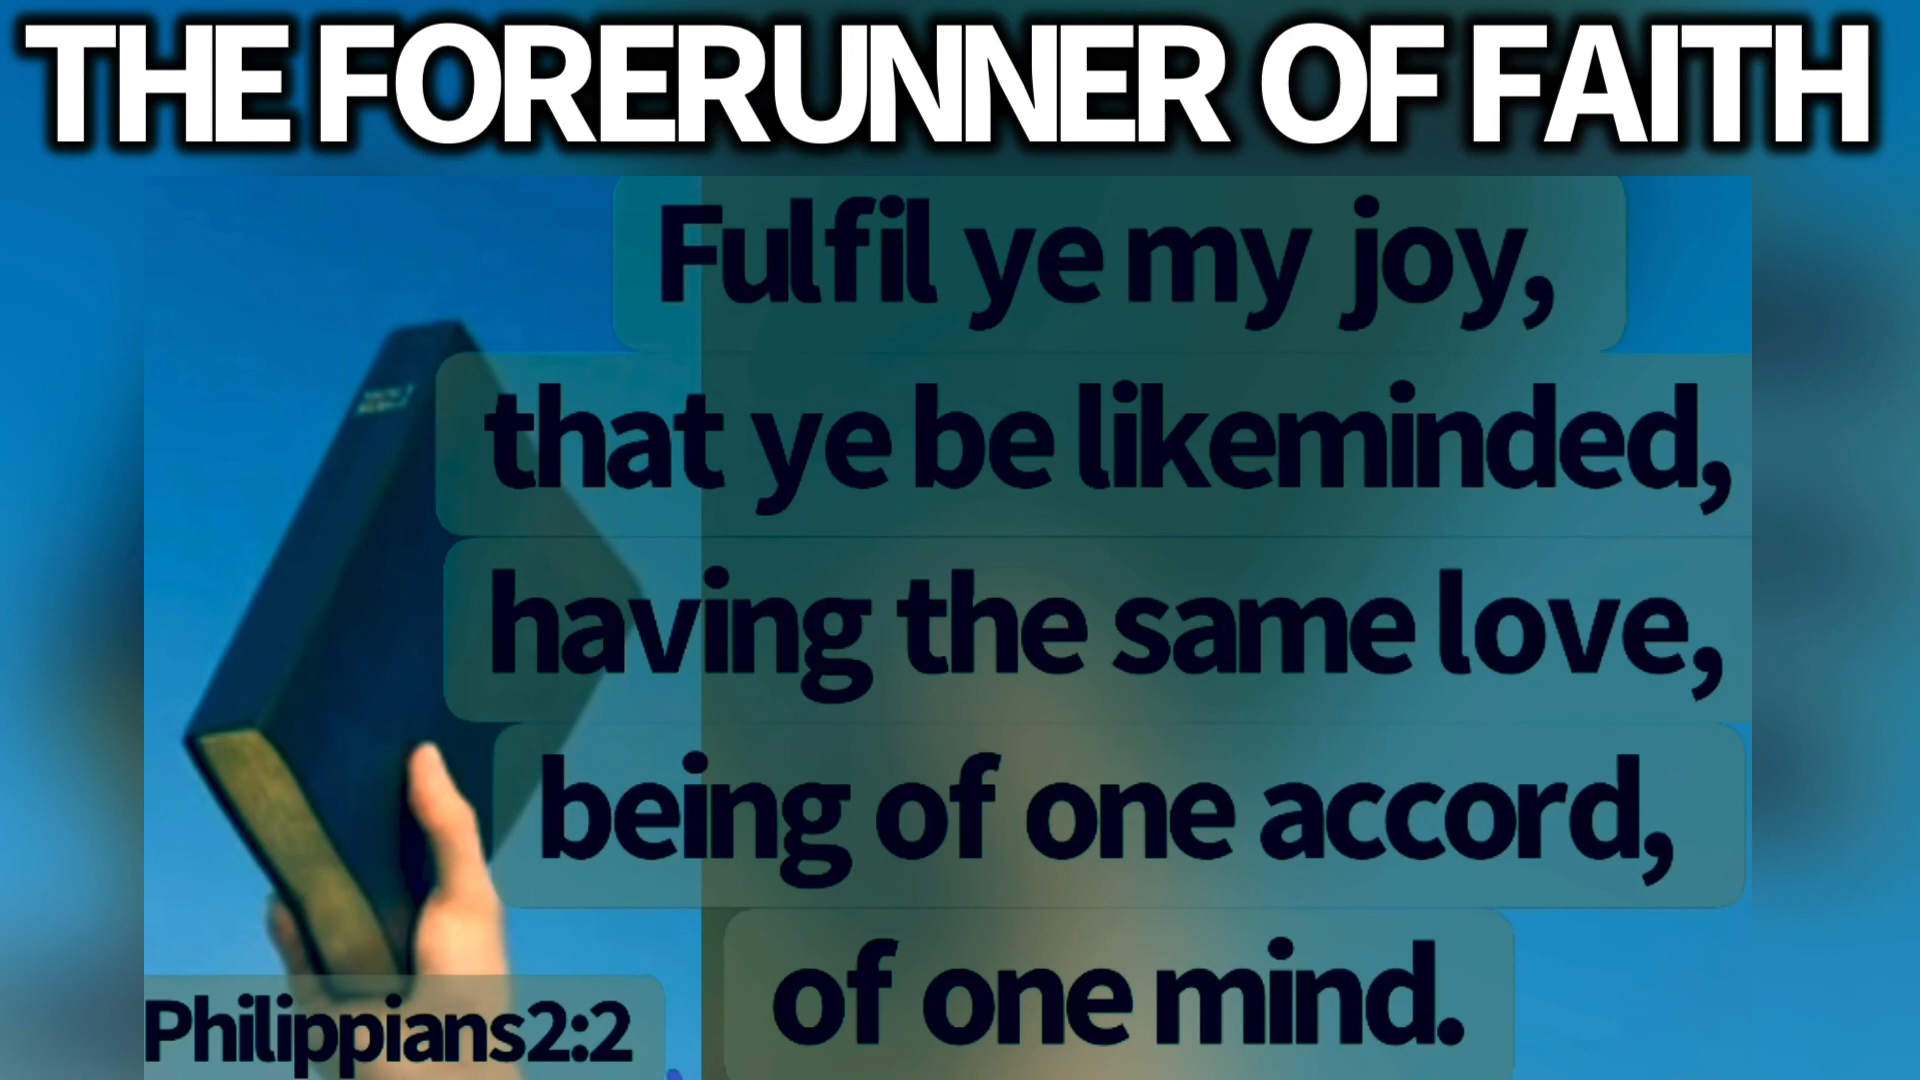 THE FORERUNNER OF FAITH
Fulfil ye my joy,
that ye be likeminded,
having the same love,
being of one accord,
of one mind.
Philippians2:2